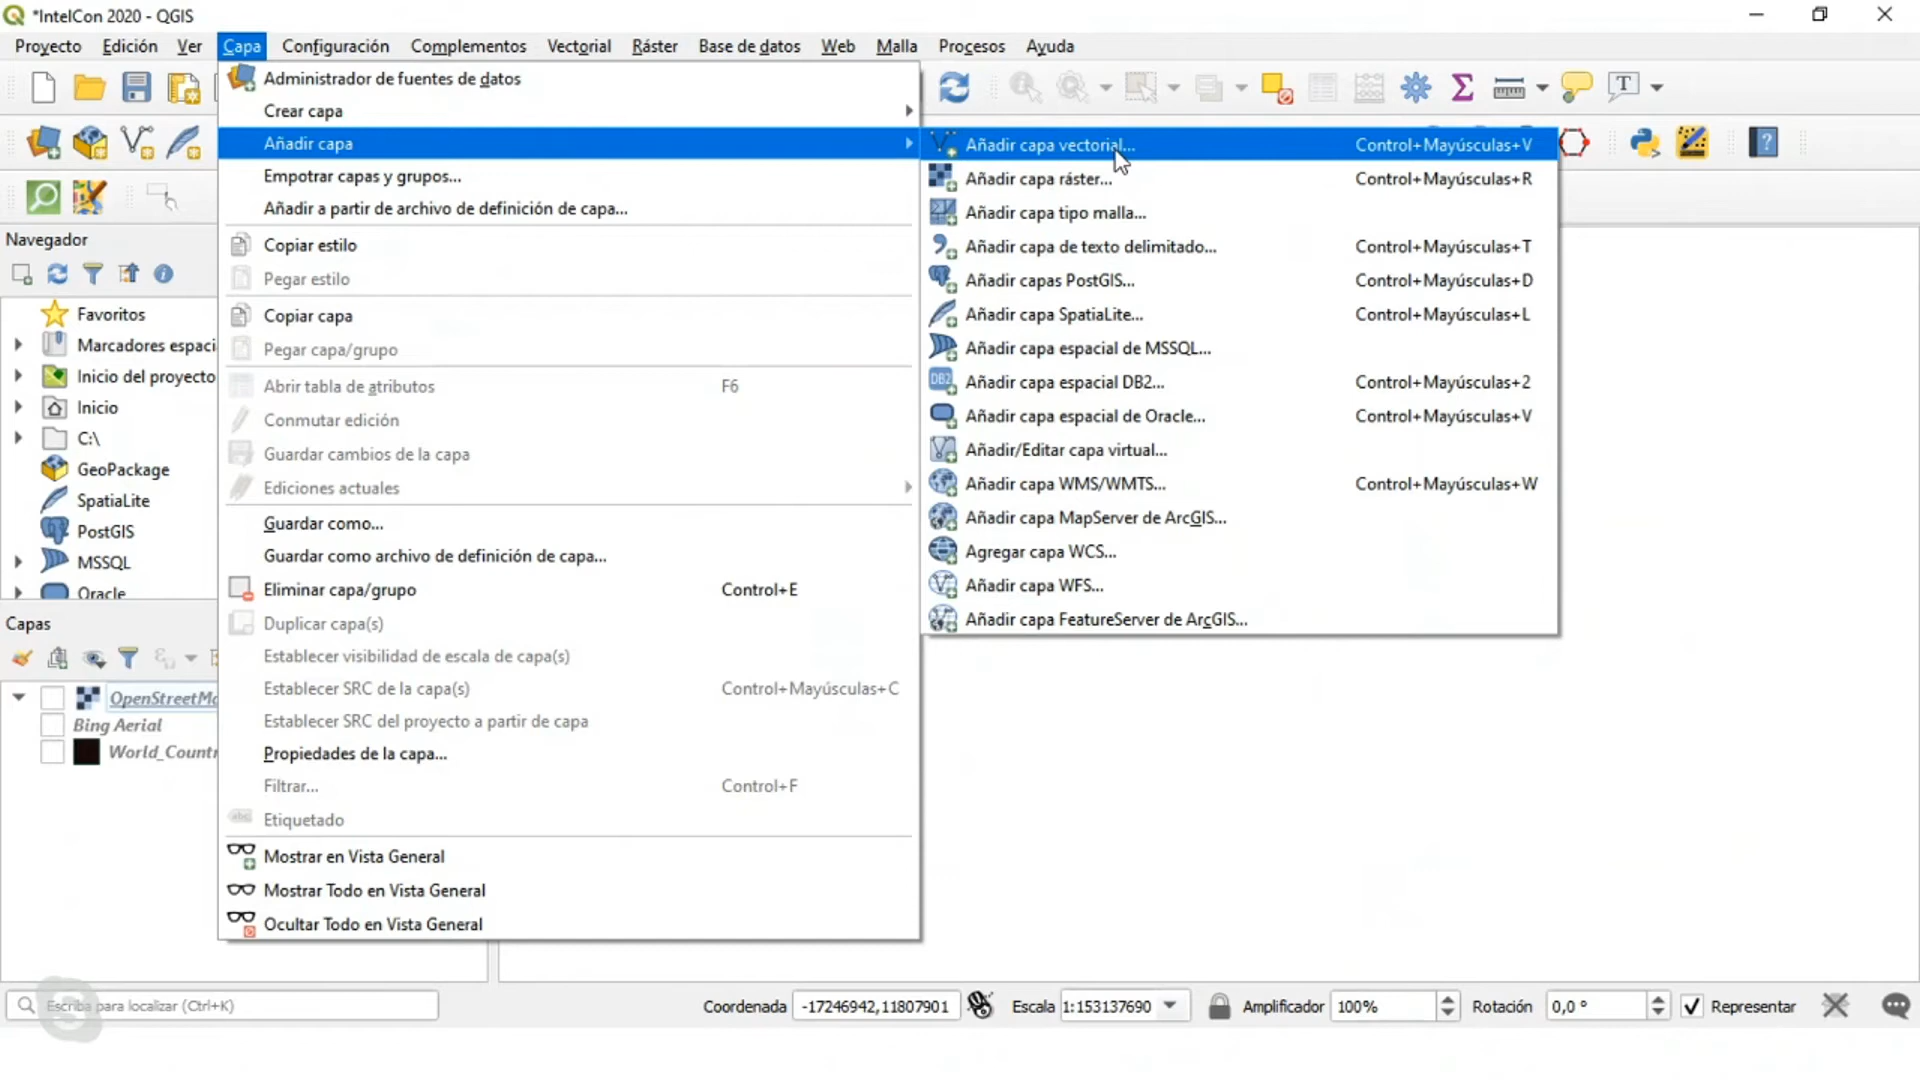 *IntelCon 2020 - QGIS
Proyecto Edición Ver Capa Configuración Complementos Vectorial Ráster Base de datos Web Malla Procesos Ayuda
Administrador de fuentes de datos
Crear capa
Añadir capa
Empotrar capas y grupos...
Añadir a partir de archivo de definición de capa...
Copiar estilo
Pegar estilo
Copiar capa
Pegar capa/grupo
Abrir tabla de atributos F6
Conmutar edición
Guardar cambios de la capa
Ediciones actuales
Guardar como...
Guardar como archivo de definición de capa...
Eliminar capa/grupo Control+E
Duplicar capa(s)
Establecer visibilidad de escala de capa(s)
Establecer SRC de la capa(s) Control+Mayúsculas+C
Establecer SRC del proyecto a partir de capa
Propiedades de la capa...
Filtrar... Control+F
abc Etiquetado
Mostrar en Vista General
Mostrar Todo en Vista General
Ocultar Todo en Vista General
Añadir capa vectorial... Control+Mayúsculas+V
Añadir capa ráster... Control+Mayúsculas+R
Añadir capa tipo malla...
Añadir capa de texto delimitado... Control+Mayúsculas+T
Añadir capas PostGIS... Control+Mayúsculas+D
Añadir capa SpatiaLite... Control+Mayúsculas+L
Añadir capa espacial de MSSQL...
DB2 Añadir capa espacial DB2... Control+Mayúsculas+2
Añadir capa espacial de Oracle... Control+Mayúsculas+V
Añadir/Editar capa virtual...
Añadir capa WMS/WMTS... Control+Mayúsculas+W
Añadir capa MapServer de ArcGIS...
Agregar capa WCS...
Añadir capa WFS...
Añadir capa FeatureServer de ArcGIS...
Navegador
Favoritos
Marcadores espaci
Inicio del proyecto
Inicio
C:\
GeoPackage
SpatiaLite
PostGIS
MSSQL
Oracle
Capas
OpenStreetMa
Bing Aerial
World_Countr
Escriba para localizar (Ctrl+K) Coordenada -17246942,11807901 Escala 1:153137690 Amplificador 100% Rotación 0,0 ° Representar